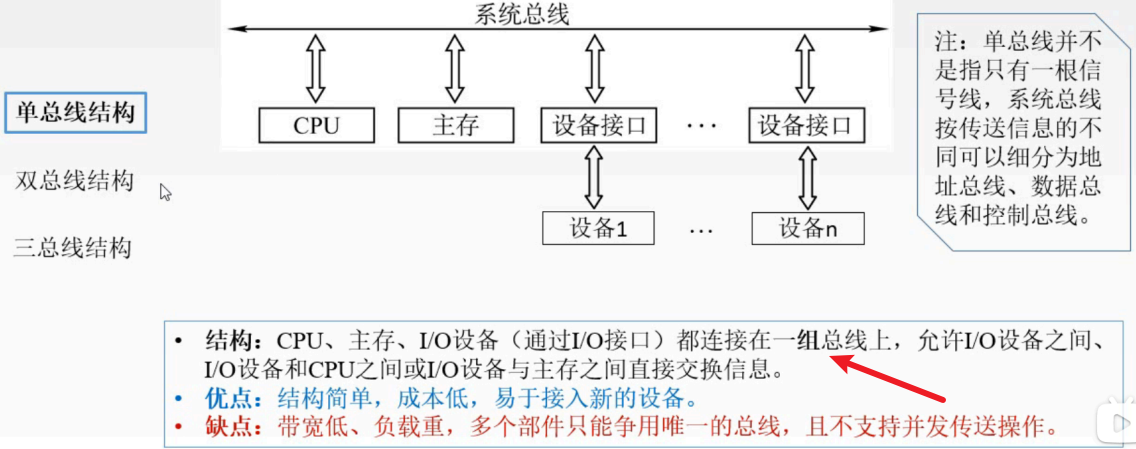 系统总线
单总线结构
双总线结构
三总线结构
CPU
主存
设备接口
···
设备接口
设备1
···
设备n
注：单总线并不
是指只有一根信
号线，系统总线
按传送信息的不
同可以细分为地
址总线、数据总
线和控制总线。
• 结构：CPU、主存、I/O设备（通过I/O接口）都连接在一组总线上，允许I/O设备之间、
I/O设备和CPU之间或I/O设备与主存之间直接交换信息。
• 优点：结构简单，成本低，易于接入新的设备。
• 缺点：带宽低、负载重，多个部件只能争用唯一的总线，且不支持并发传送操作。